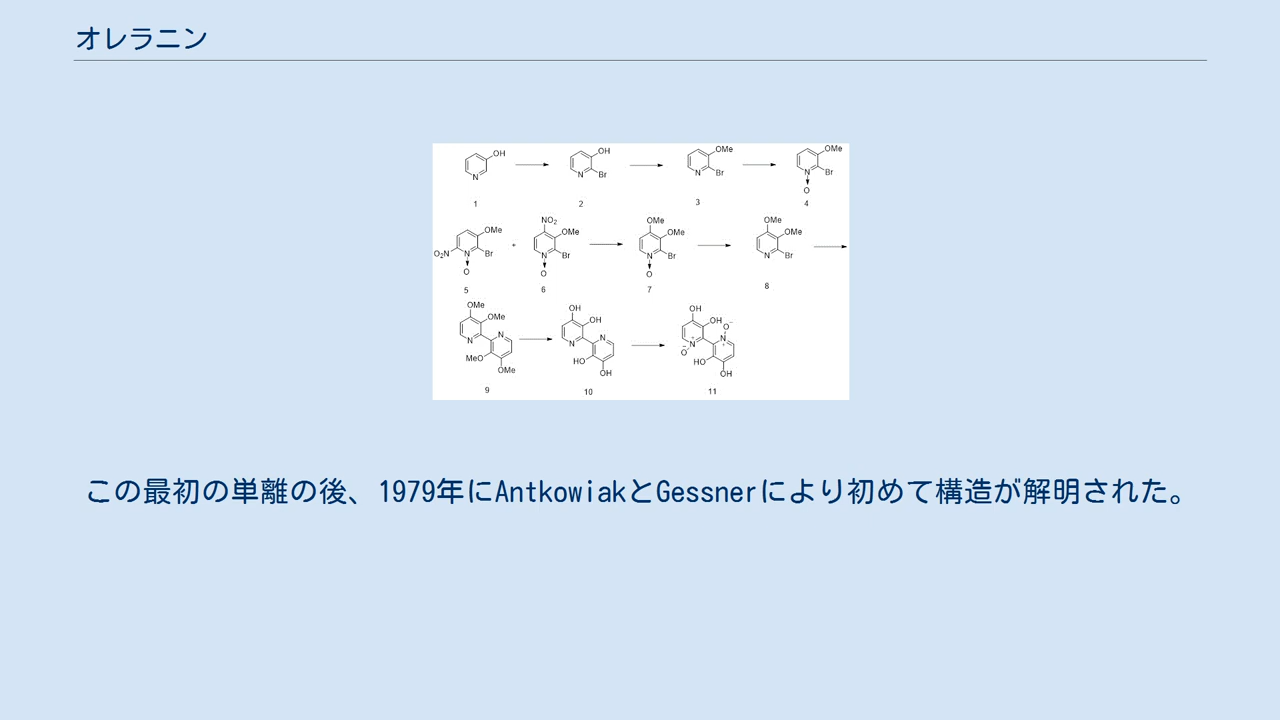 オレラニン
OH OH OMe OMe
N N Br N Br N Br
O
1 2 3 4
NO2 OMe OMe
OMe OMe OMe OMe
O2N N Br + N Br N Br N Br
O O O
5 6 7 8
OMe OH OH
OMe OH OH O−
N N N N N N+
MeO HO O− HO
OMe OH OH
9 10 11
この最初の単離の後、1979年にAntkowiakとGessnerにより初めて構造が解明された。